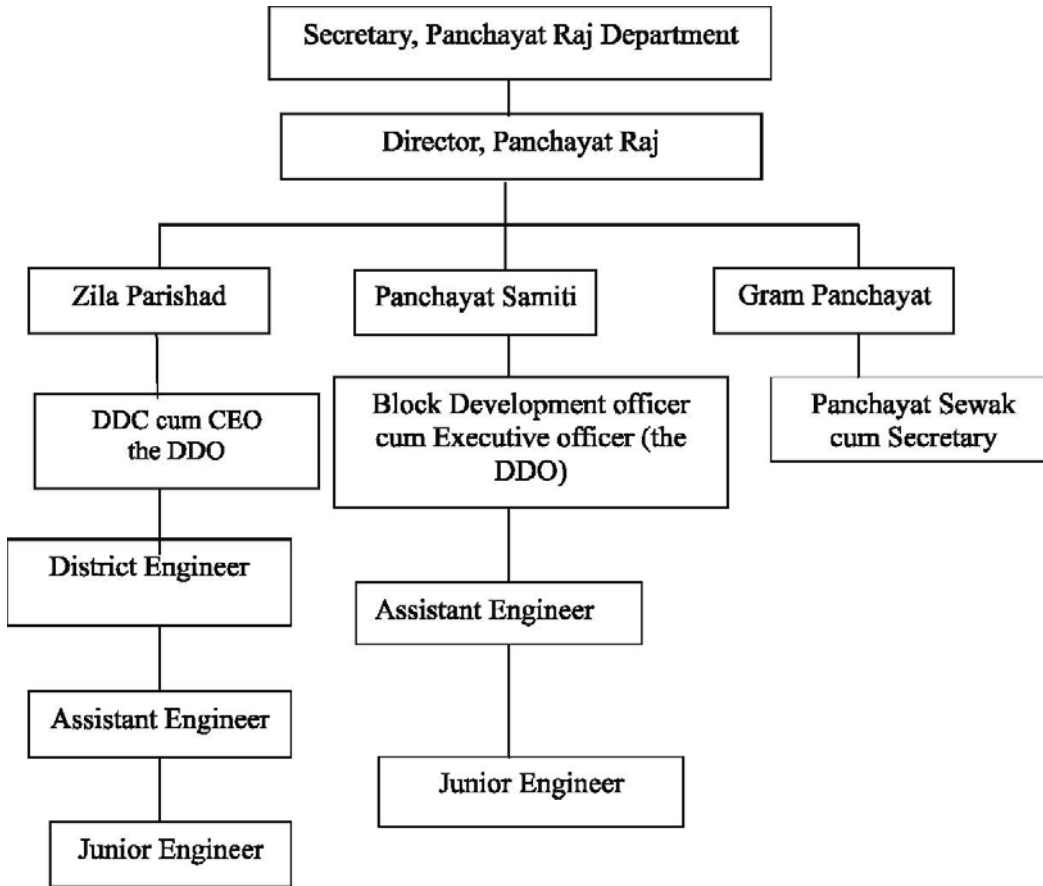 Secretary, Panchayat Raj Department
Director, Panchayat Raj
Zila Parishad
Panchayat Samiti
Gram Panchayat
DDC cum CEO
the DDO
Block Development officer
cum Executive officer (the
DDO)
Panchayat Sewak
cum Secretary
District Engineer
Assistant Engineer
Assistant Engineer
Junior Engineer
Junior Engineer